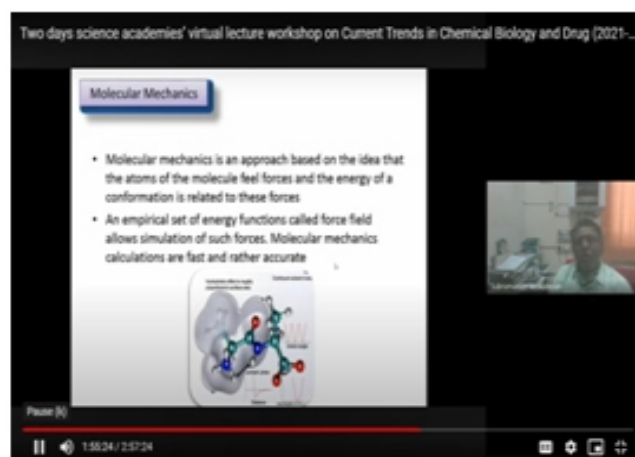 Two days science academies' virtual lecture workshop on Current Trends in Chemical Biology and Drug (2021-...
Molecular Mechanics
• Molecular mechanics is an approach based on the idea that
the atoms of the molecule feel forces and the energy of a
conformation is related to these forces
• An empirical set of energy functions called force field
allows simulation of such forces. Molecular mechanics
calculations are fast and rather accurate
Pause (k)
1:55:24 / 2:57:24